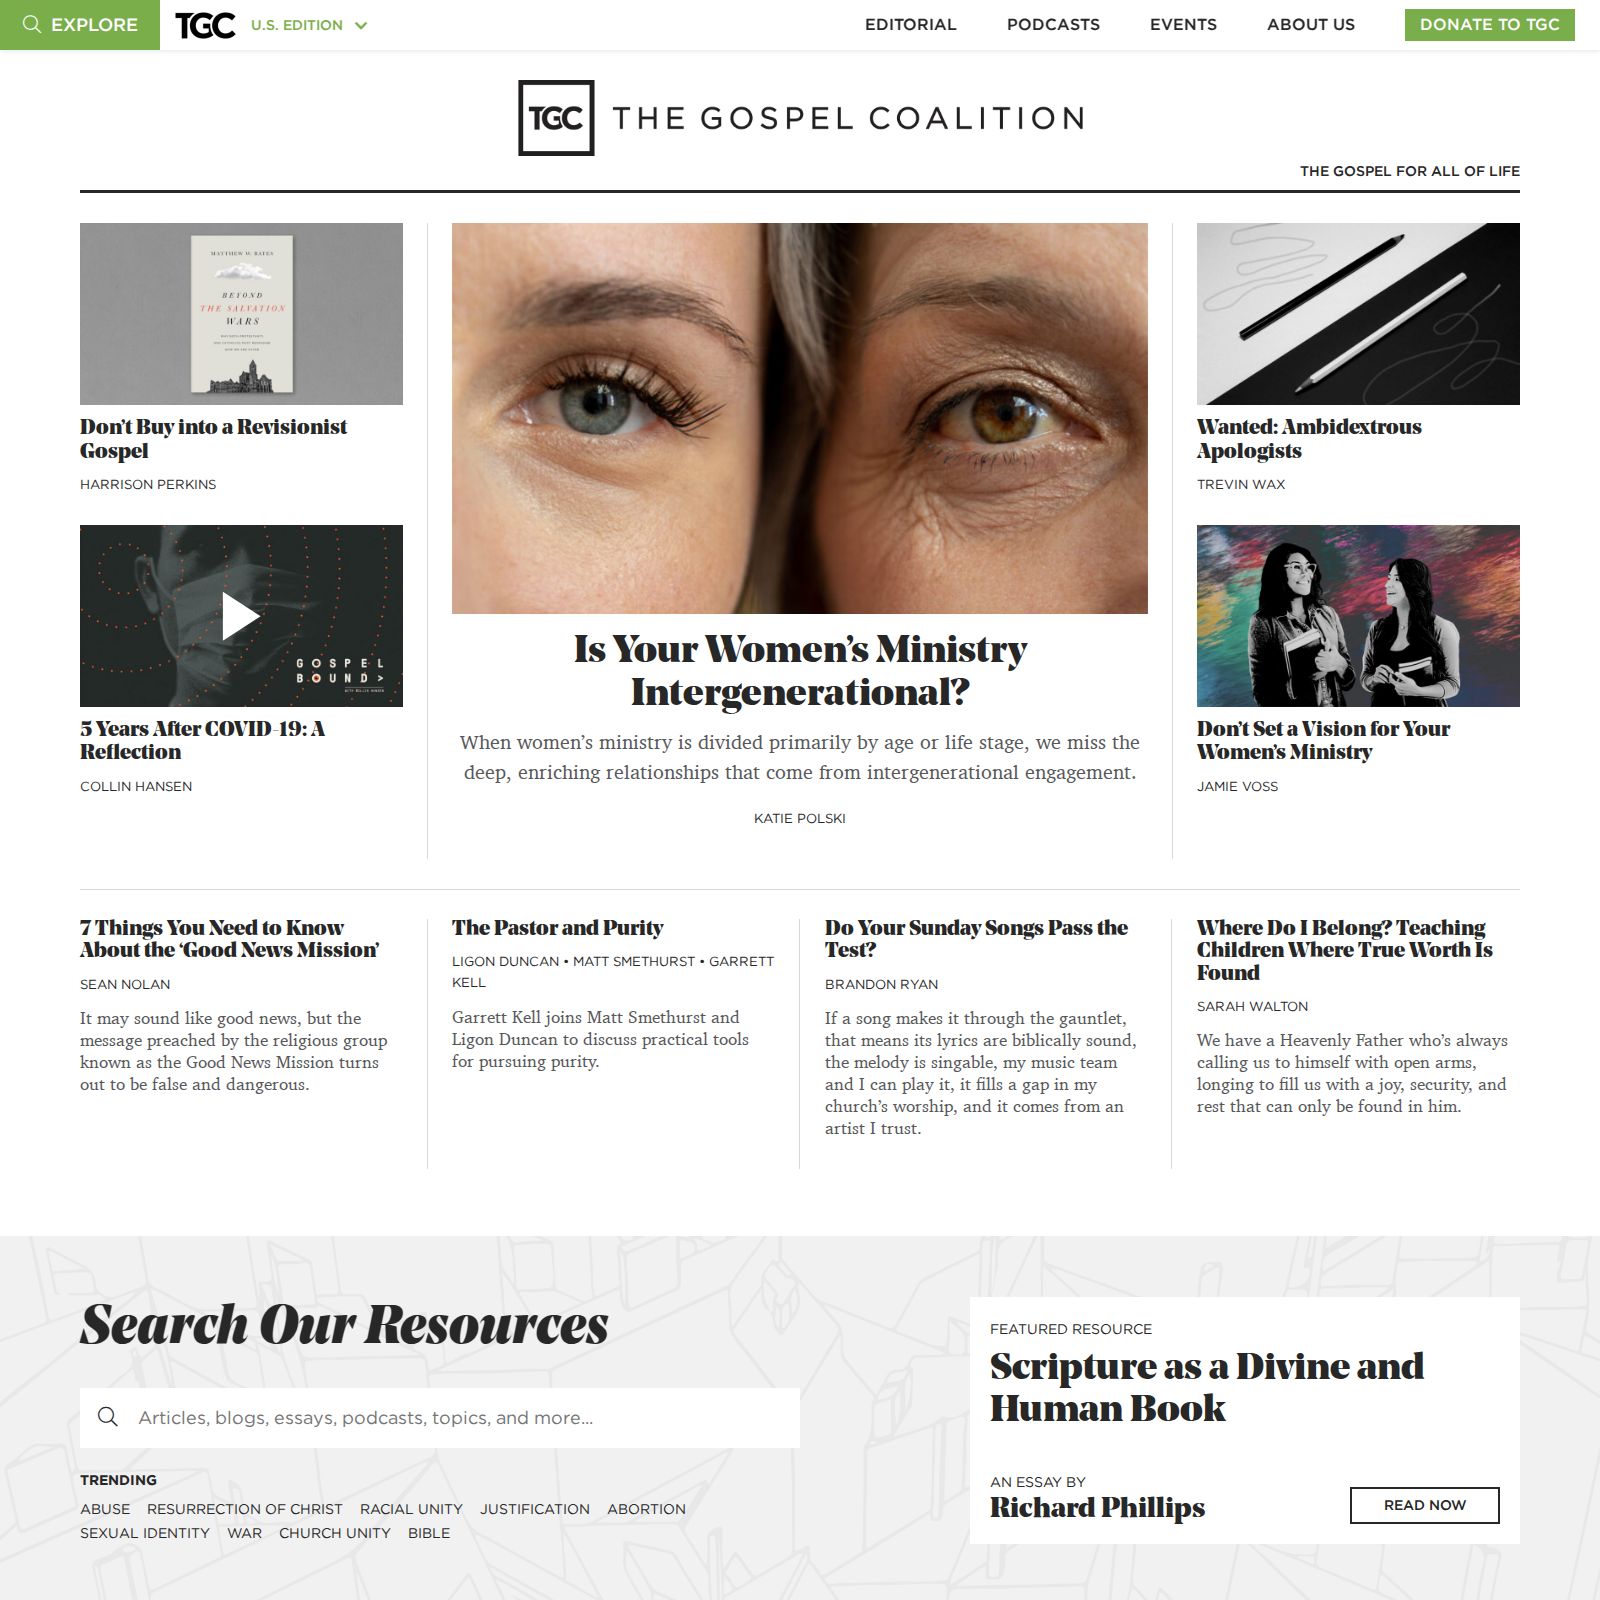 EXPLORE
TGC
U.S. EDITION
EDITORIAL
PODCASTS
EVENTS
ABOUT US
DONATE TO TGC
TGC THE GOSPEL COALITION
THE GOSPEL FOR ALL OF LIFE
MATTHEW W. BATES
BEYOND
THE SALVATION
WARS
Don’t Buy into a Revisionist
Gospel
HARRISON PERKINS
GOSPEL
BOUND>
5 Years After COVID-19: A
Reflection
COLLIN HANSEN
Is Your Women’s Ministry
Intergenerational?
When women’s ministry is divided primarily by age or life stage, we miss the
deep, enriching relationships that come from intergenerational engagement.
KATIE POLSKI
Wanted: Ambidextrous
Apologists
TREVIN WAX
Don’t Set a Vision for Your
Women’s Ministry
JAMIE VOSS
7 Things You Need to Know
About the ‘Good News Mission’
SEAN NOLAN
It may sound like good news, but the
message preached by the religious group
known as the Good News Mission turns
out to be false and dangerous.
The Pastor and Purity
LIGON DUNCAN • MATT SMETHURST • GARRETT
KELL
Garrett Kell joins Matt Smethurst and
Ligon Duncan to discuss practical tools
for pursuing purity.
Do Your Sunday Songs Pass the
Test?
BRANDON RYAN
If a song makes it through the gauntlet,
that means its lyrics are biblically sound,
the melody is singable, my music team
and I can play it, it fills a gap in my
church’s worship, and it comes from an
artist I trust.
Where Do I Belong? Teaching
Children Where True Worth Is
Found
SARAH WALTON
We have a Heavenly Father who’s always
calling us to himself with open arms,
longing to fill us with a joy, security, and
rest that can only be found in him.
Search Our Resources
Articles, blogs, essays, podcasts, topics, and more...
TRENDING
ABUSE RESURRECTION OF CHRIST RACIAL UNITY JUSTIFICATION ABORTION
SEXUAL IDENTITY WAR CHURCH UNITY BIBLE
FEATURED RESOURCE
Scripture as a Divine and
Human Book
AN ESSAY BY
Richard Phillips
READ NOW